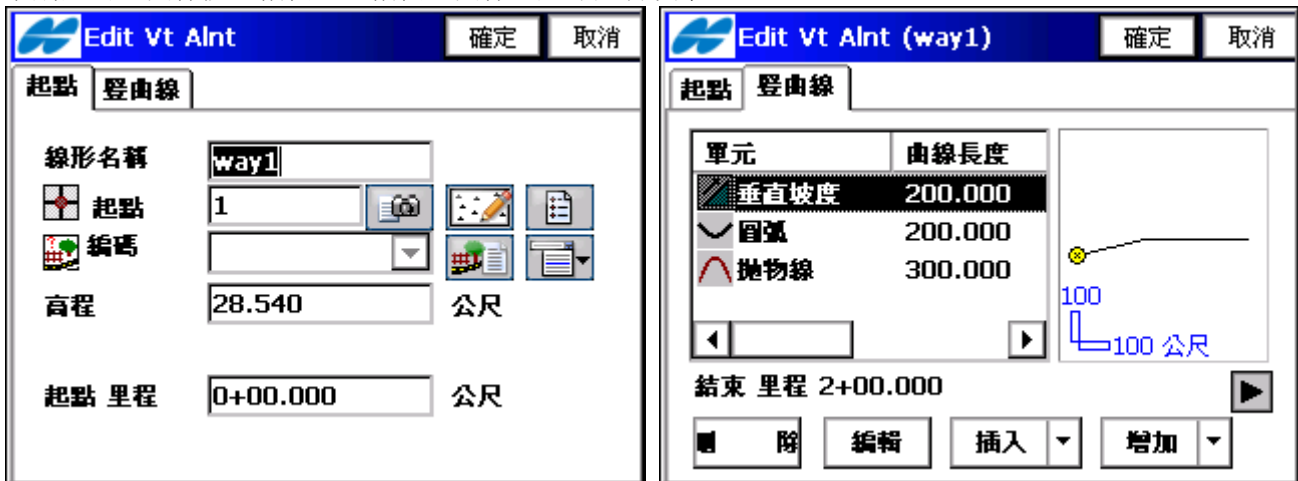 Edit Vt Alnt 確定 取消
起點 豎曲線
線形名稱 way1
起點 1
編碼
高程 28.540 公尺
起點 里程 0+00.000 公尺
Edit Vt Alnt (way1) 確定 取消
起點 豎曲線
單元 曲線長度
垂直坡度 200.000
圓弧 200.000
拋物線 300.000
100
100 公尺
結束 里程 2+00.000
除 編輯 插入 增加